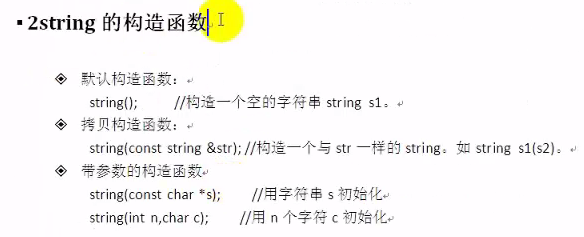 ▪2string 的构造函数
◈ 默认构造函数：
string(); //构造一个空的字符串 string s1。
◈ 拷贝构造函数：
string(const string &str); //构造一个与 str 一样的 string。如 string s1(s2)。
◈ 带参数的构造函数
string(const char *s); //用字符串 s 初始化
string(int n,char c); //用 n 个字符 c 初始化